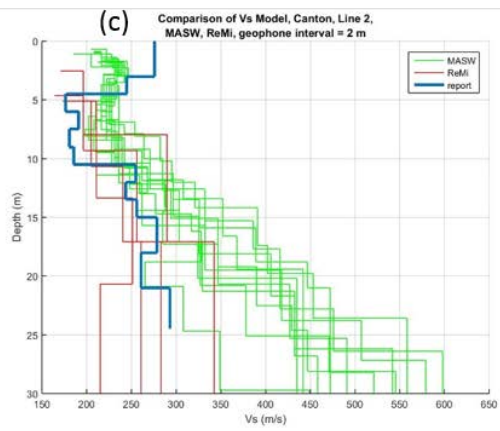 (c)
Comparison of Vs Model, Canton, Line 2,
MASW, ReMi, geophone interval = 2 m
MASW
ReMi
report
Depth (m)
0
5
10
15
20
25
30
150 200 250 300 350 400 450 500 550 600 650
Vs (m/s)